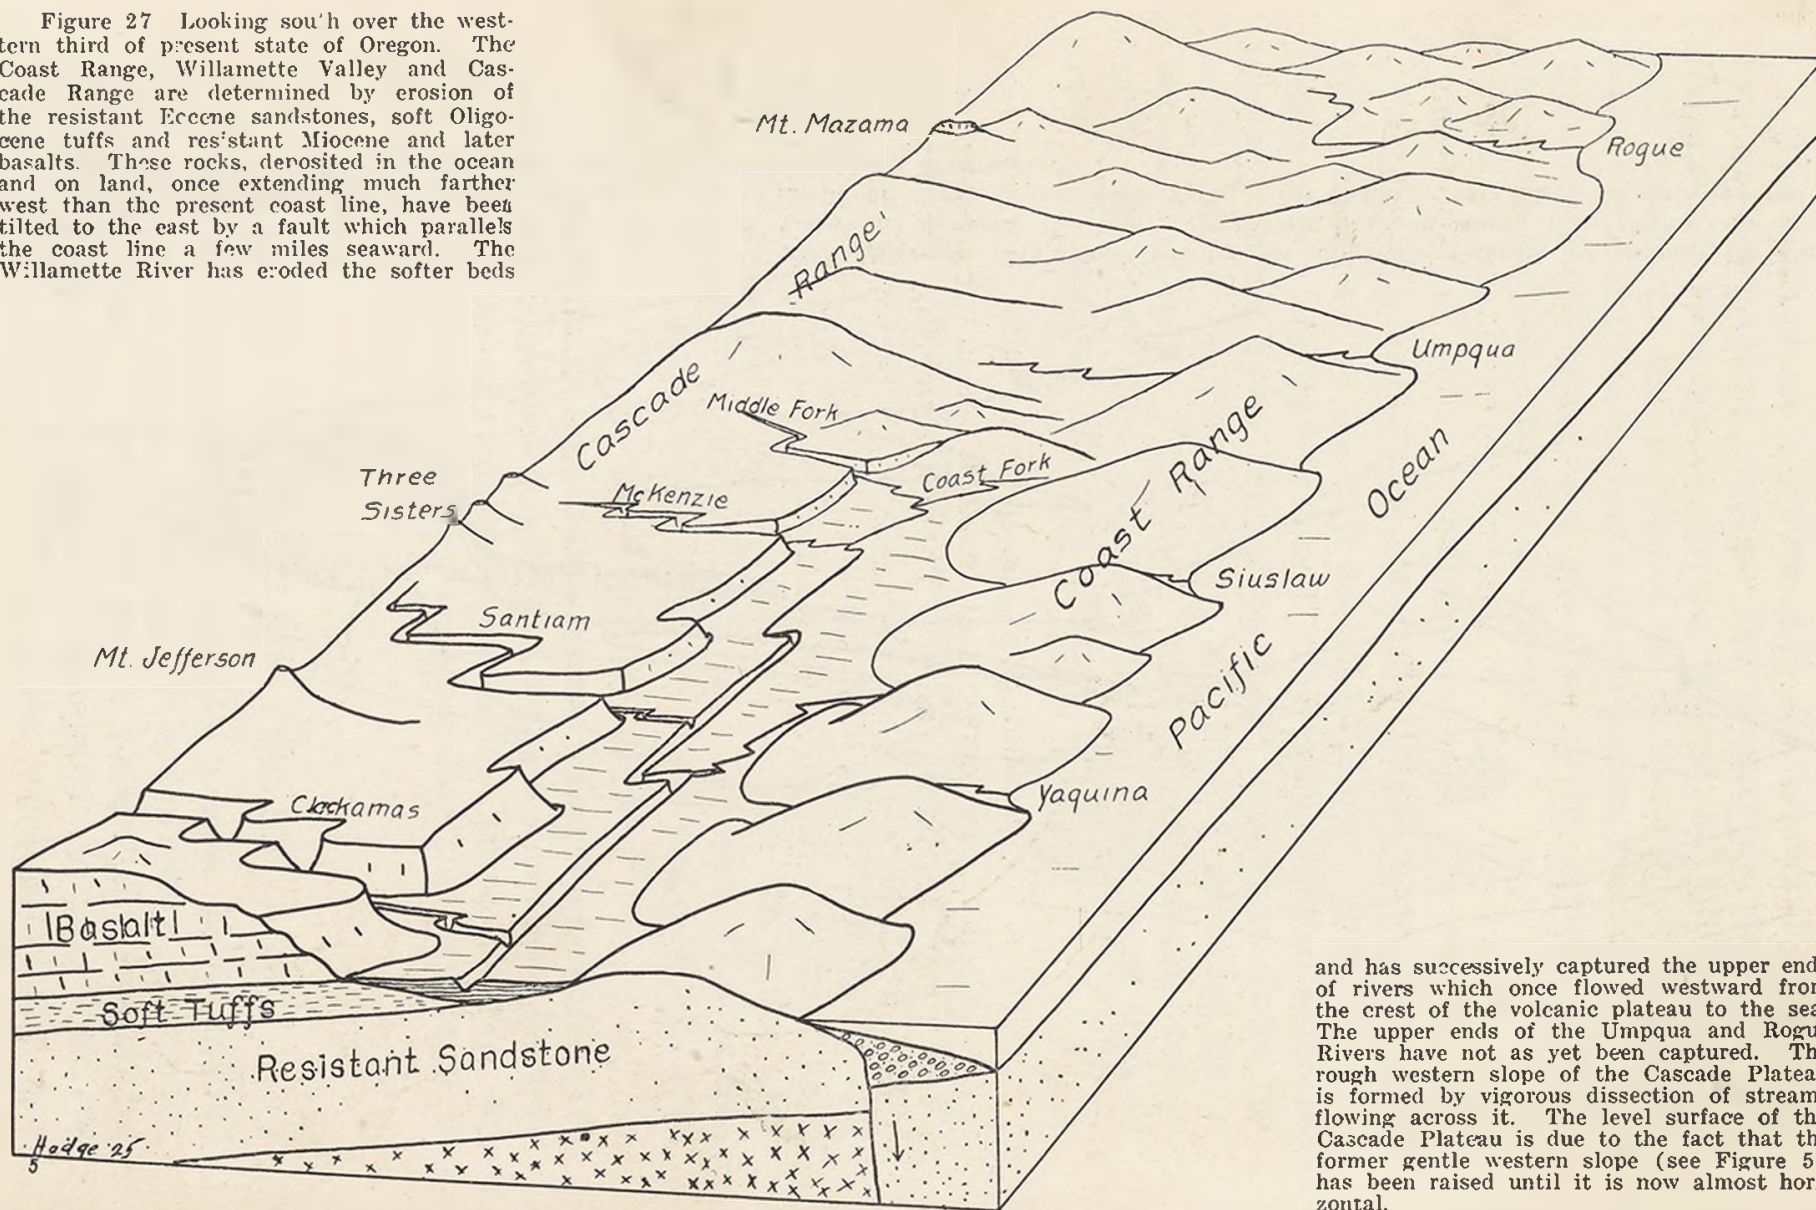 Figure 27 Looking sou'h over the west-
tern third of present state of Oregon. The
Coast Range, Willamette Valley and Cas-
cade Range are determined by erosion of
the resistant Eocene sandstones, soft Oligo-
cene tuffs and res'stant Miocene and later
basalts. These rocks, deposited in the ocean
and on land, once extending much farther
west than the present coast line, have been
tilted to the east by a fault which parallels
the coast line a few miles seaward. The
Willamette River has eroded the softer beds
Mt. Mazama
Rogue
Cascade Range
Umpqua
Middle Fork
Coast Fork
Three
Sisters
McKenzie
Coast Range
Pacific Ocean
Siuslaw
Santiam
Mt. Jefferson
Yaquina
Clackamas
Basalt
Soft Tuffs
Resistant Sandstone
Hodge '25
5
and has successively captured the upper end
of rivers which once flowed westward from
the crest of the volcanic plateau to the sea
The upper ends of the Umpqua and Rogu
Rivers have not as yet been captured. Th
rough western slope of the Cascade Platea
is formed by vigorous dissection of stream
flowing across it. The level surface of th
Cascade Plateau is due to the fact that th
former gentle western slope (see Figure 5
has been raised until it is now almost hor
zontal.